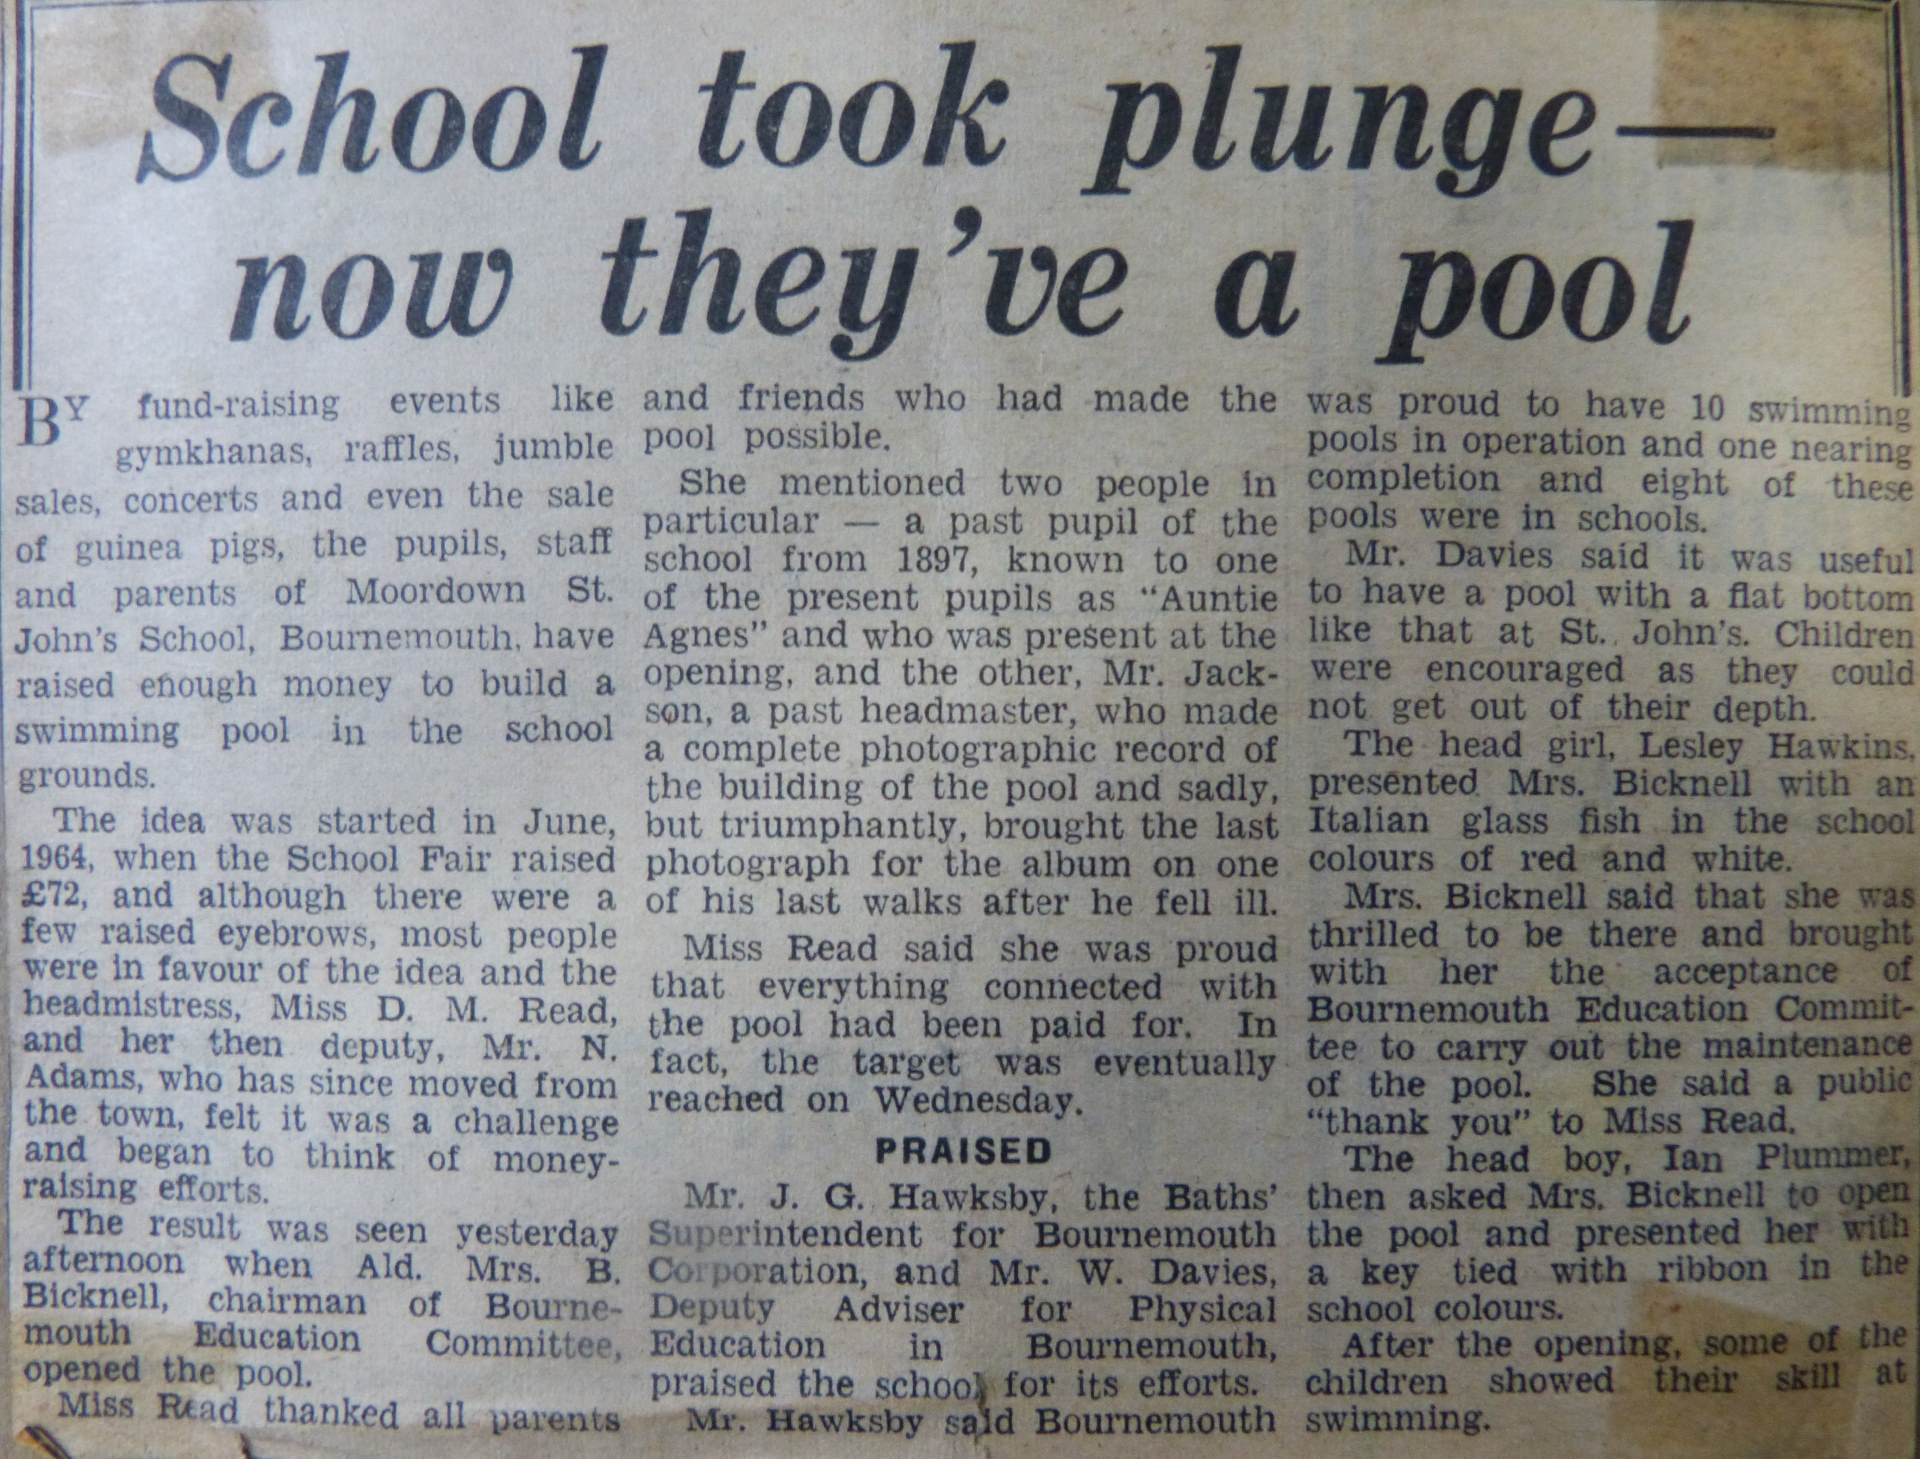 School took plunge—
now they've a pool
BY fund-raising events like
gymkhanas, raffles, jumble
sales, concerts and even the sale
of guinea pigs, the pupils, staff
and parents of Moordown St.
John's School, Bournemouth, have
raised enough money to build a
swimming pool in the school
grounds.
The idea was started in June,
1964, when the School Fair raised
£72, and although there were a
few raised eyebrows, most people
were in favour of the idea and the
headmistress, Miss D. M. Read,
and her then deputy, Mr. N.
Adams, who has since moved from
the town, felt it was a challenge
and began to think of money-
raising efforts.
The result was seen yesterday
afternoon when Ald. Mrs. B.
Bicknell, chairman of Bourne-
mouth Education Committee,
opened the pool.
Miss Read thanked all parents
and friends who had made the
pool possible.
She mentioned two people in
particular — a past pupil of the
school from 1897, known to one
of the present pupils as "Auntie
Agnes" and who was present at the
opening, and the other, Mr. Jack-
son, a past headmaster, who made
a complete photographic record of
the building of the pool and sadly,
but triumphantly, brought the last
photograph for the album on one
of his last walks after he fell ill.
Miss Read said she was proud
that everything connected with
the pool had been paid for. In
fact, the target was eventually
reached on Wednesday.
PRAISED
Mr. J. G. Hawksby, the Baths'
Superintendent for Bournemouth
Corporation, and Mr. W. Davies,
Deputy Adviser for Physical
Education in Bournemouth,
praised the school for its efforts.
Mr. Hawksby said Bournemouth
was proud to have 10 swimming
pools in operation and one nearing
completion and eight of these
pools were in schools.
Mr. Davies said it was useful
to have a pool with a flat bottom
like that at St. John's. Children
were encouraged as they could
not get out of their depth.
The head girl, Lesley Hawkins,
presented Mrs. Bicknell with an
Italian glass fish in the school
colours of red and white.
Mrs. Bicknell said that she was
thrilled to be there and brought
with her the acceptance of
Bournemouth Education Commit-
tee to carry out the maintenance
of the pool. She said a public
"thank you" to Miss Read.
The head boy, Ian Plummer,
then asked Mrs. Bicknell to open
the pool and presented her with
a key tied with ribbon in the
school colours.
After the opening, some of the
children showed their skill at
swimming.